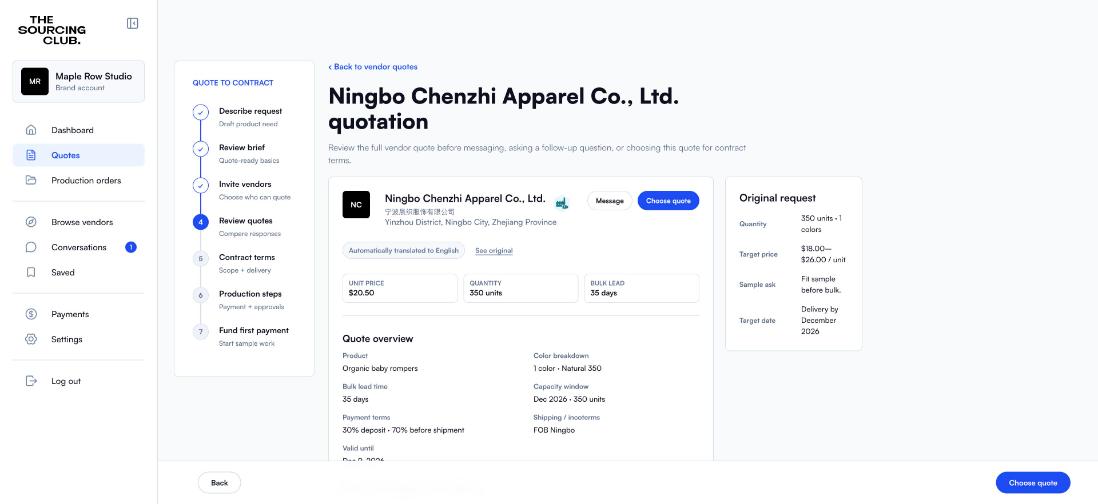 THE
SOURCING
CLUB.
MR
Maple Row Studio
Brand account
Dashboard
Quotes
Production orders
Browse vendors
Conversations
1
Saved
Payments
Settings
Log out
QUOTE TO CONTRACT
Describe request
Draft product need
Review brief
Quote-ready basics
Invite vendors
Choose who can quote
4
Review quotes
Compare responses
5
Contract terms
Scope + delivery
6
Production steps
Payment + approvals
7
Fund first payment
Start sample work
‹ Back to vendor quotes
Ningbo Chenzhi Apparel Co., Ltd.
quotation
Review the full vendor quote before messaging, asking a follow-up question, or choosing this quote for contract
terms.
NC
Ningbo Chenzhi Apparel Co., Ltd.
宁波辰织服饰有限公司
Yinzhou District, Ningbo City, Zhejiang Province
Message
Choose quote
Automatically translated to English
See original
UNIT PRICE
$20.50
QUANTITY
350 units
BULK LEAD
35 days
Quote overview
Product
Organic baby rompers
Color breakdown
1 color · Natural 350
Bulk lead time
35 days
Capacity window
Dec 2026 · 350 units
Payment terms
30% deposit · 70% before shipment
Shipping / incoterms
FOB Ningbo
Valid until
Original request
Quantity
350 units · 1
colors
Target price
$18.00–
$26.00 / unit
Sample ask
Fit sample
before bulk.
Target date
Delivery by
December
2026
Back
Choose quote